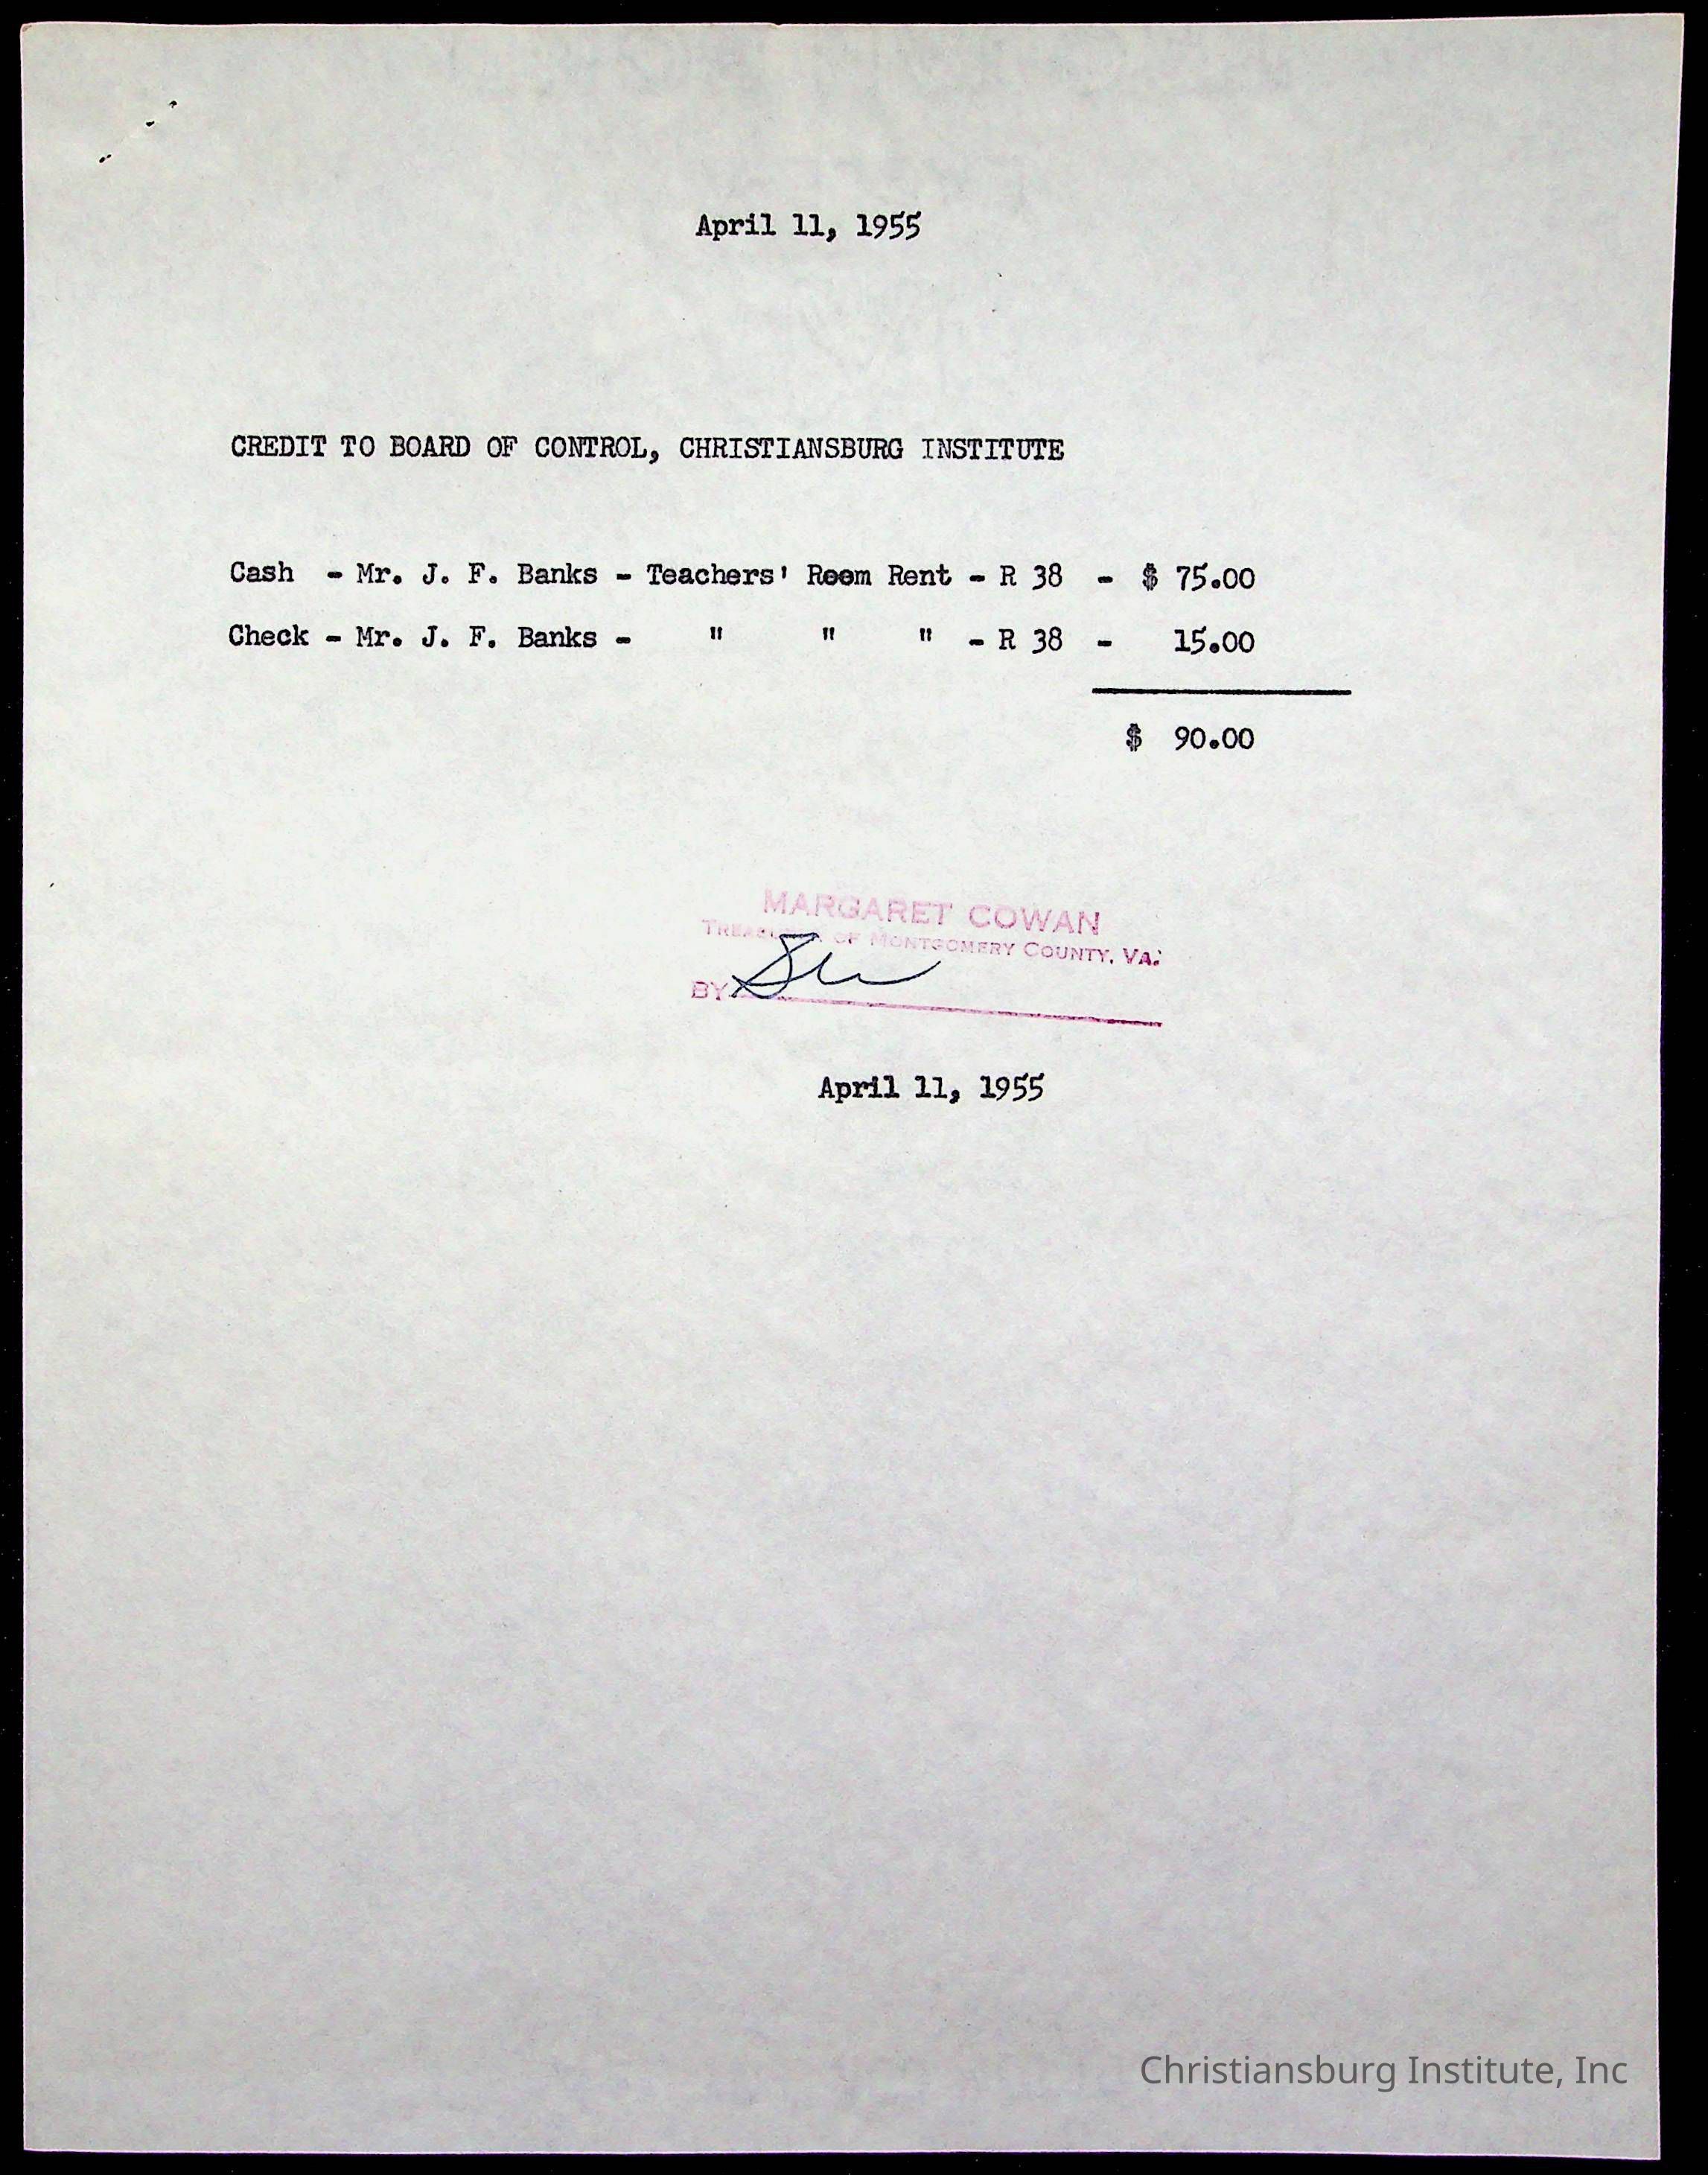 April 11, 1955
CREDIT TO BOARD OF CONTROL, CHRISTIANSBURG INSTITUTE
Cash - Mr. J. F. Banks - Teachers' Room Rent - R 38 - $ 75.00
Check - Mr. J. F. Banks - " " " - R 38 - 15.00
$ 90.00
MARGARET COWAN
TREASURER OF MONTGOMERY COUNTY, VA.
BY
April 11, 1955
Christiansburg Institute, Inc